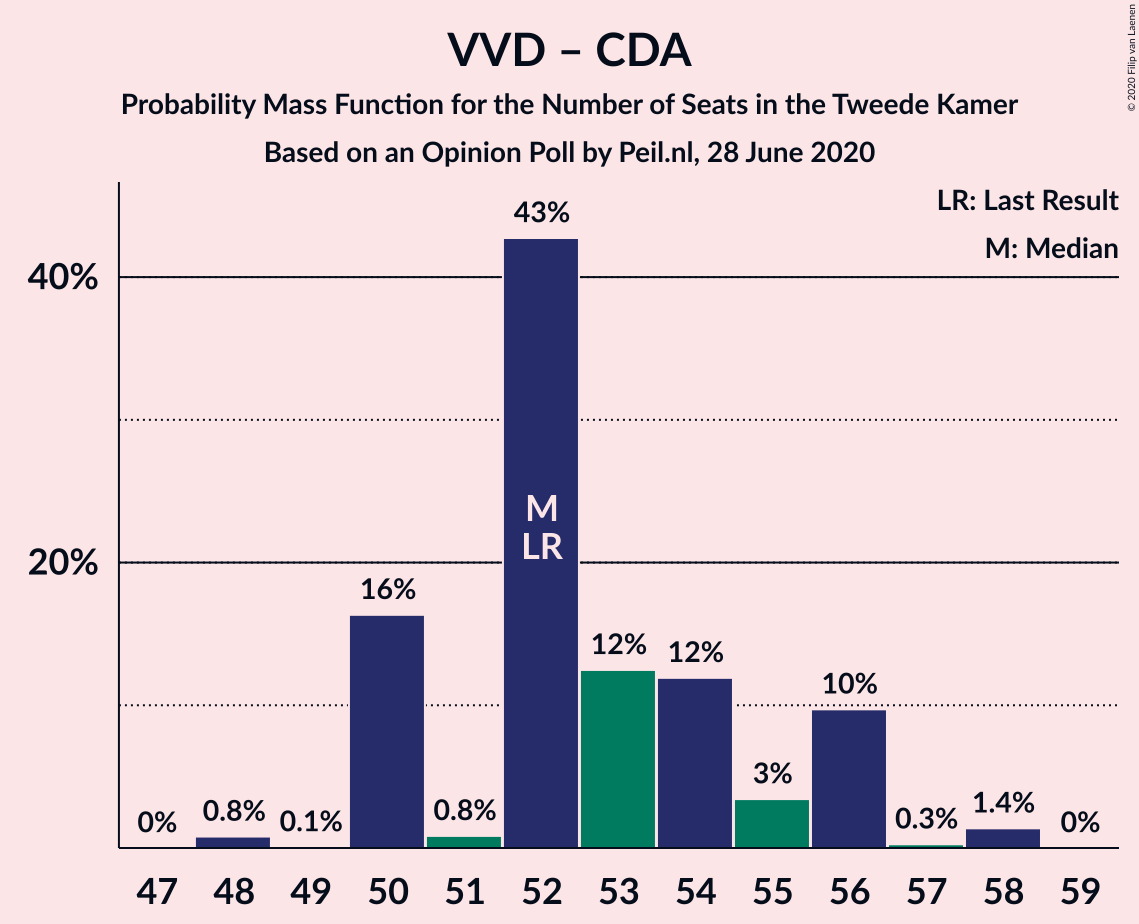 VVD – CDA
Probability Mass Function for the Number of Seats in the Tweede Kamer
Based on an Opinion Poll by Peil.nl, 28 June 2020
© 2020 Filip van Laenen
LR: Last Result
M: Median
40%
20%
0%
0.8%
0.1%
16%
0.8%
43%
12%
12%
3%
10%
0.3%
1.4%
0%
M
LR
47 48 49 50 51 52 53 54 55 56 57 58 59